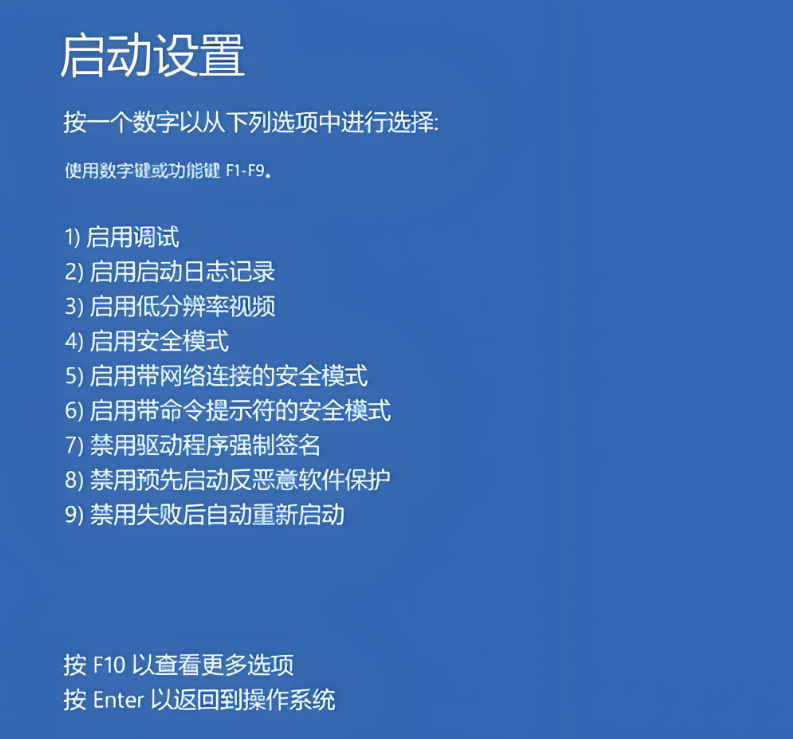 启动设置
按一个数字以从下列选项中进行选择:
使用数字键或功能键 F1-F9。
1) 启用调试
2) 启用启动日志记录
3) 启用低分辨率视频
4) 启用安全模式
5) 启用带网络连接的安全模式
6) 启用带命令提示符的安全模式
7) 禁用驱动程序强制签名
8) 禁用预先启动反恶意软件保护
9) 禁用失败后自动重新启动
按 F10 以查看更多选项
按 Enter 以返回到操作系统